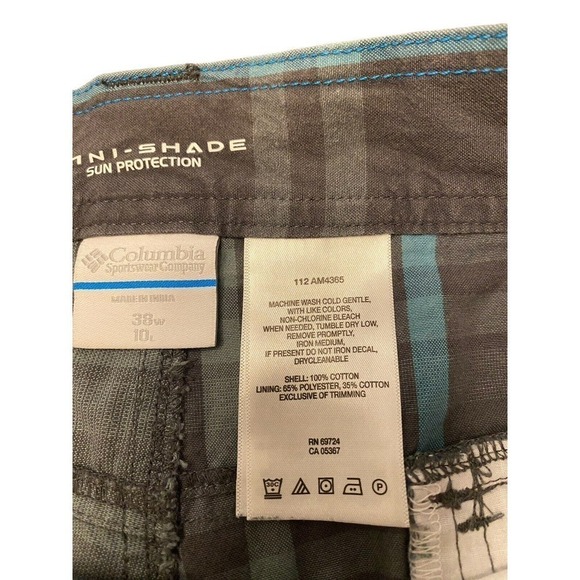 MNI-SHADE
SUN PROTECTION
Columbia
Sportswear Company
MADE IN INDIA
38W
10L
112 AM4365
MACHINE WASH COLD GENTLE,
WITH LIKE COLORS,
NON-CHLORINE BLEACH
WHEN NEEDED, TUMBLE DRY LOW,
REMOVE PROMPTLY,
IRON MEDIUM,
IF PRESENT DO NOT IRON DECAL,
DRYCLEANABLE
SHELL: 100% COTTON
LINING: 65% POLYESTER, 35% COTTON
EXCLUSIVE OF TRIMMING
RN 69724
CA 05367
30C P